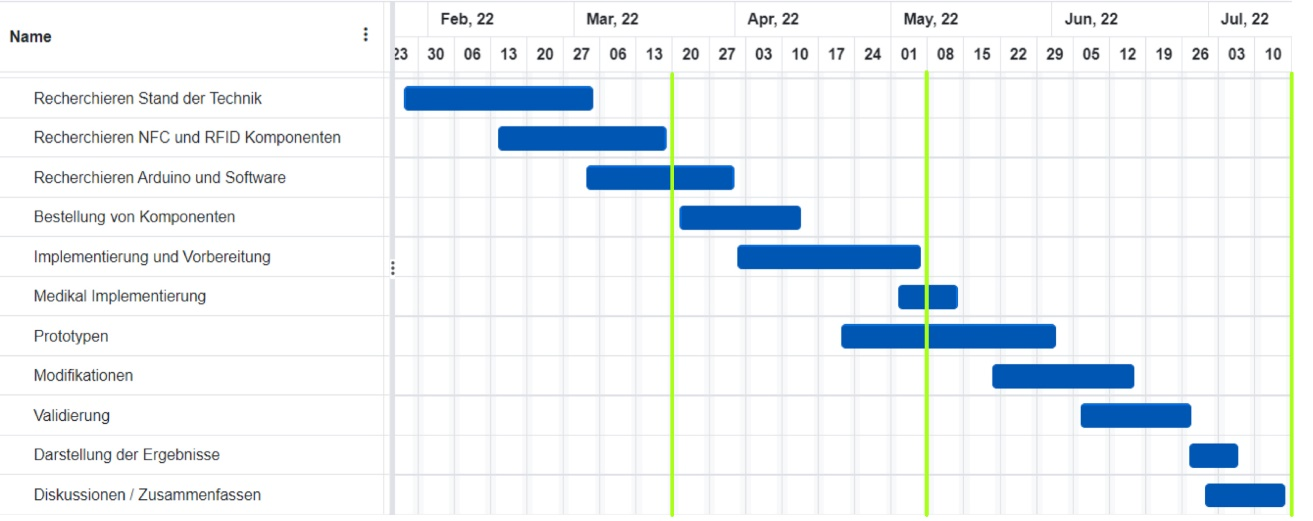 Feb, 22 Mar, 22 Apr, 22 May, 22 Jun, 22 Jul, 22
Name
23 30 06 13 20 27 06 13 20 27 03 10 17 24 01 08 15 22 29 05 12 19 26 03 10
Recherchieren Stand der Technik
Recherchieren NFC und RFID Komponenten
Recherchieren Arduino und Software
Bestellung von Komponenten
Implementierung und Vorbereitung
Medikal Implementierung
Prototypen
Modifikationen
Validierung
Darstellung der Ergebnisse
Diskussionen / Zusammenfassen